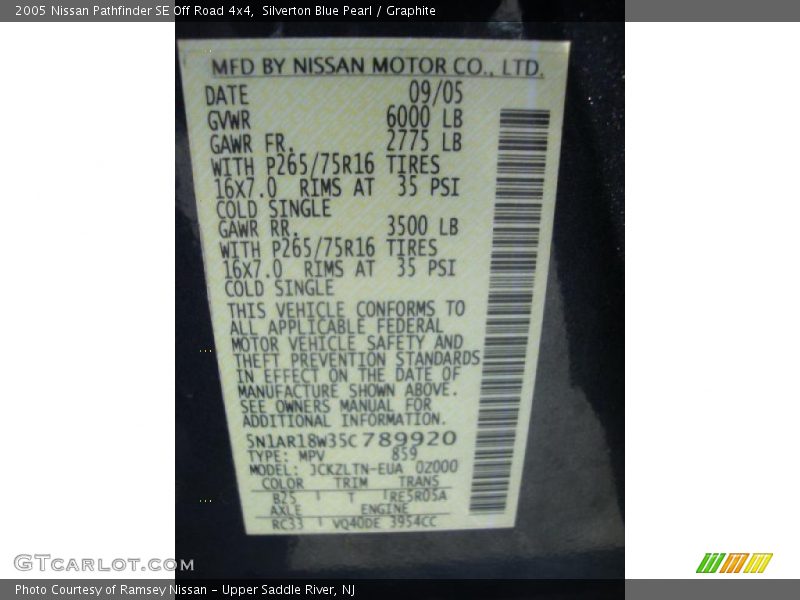 2005 Nissan Pathfinder SE Off Road 4x4,  Silverton Blue Pearl / Graphite
MFD BY NISSAN MOTOR CO., LTD.
DATE 09/05
GVWR 6000 LB
GAWR FR. 2775 LB
WITH P265/75R16 TIRES
16X7.0 RIMS AT 35 PSI
COLD SINGLE
GAWR RR. 3500 LB
WITH P265/75R16 TIRES
16X7.0 RIMS AT 35 PSI
COLD SINGLE
THIS VEHICLE CONFORMS TO
ALL APPLICABLE FEDERAL
MOTOR VEHICLE SAFETY AND
THEFT PREVENTION STANDARDS
IN EFFECT ON THE DATE OF
MANUFACTURE SHOWN ABOVE.
SEE OWNERS MANUAL FOR
ADDITIONAL INFORMATION.
5N1AR18W35C789920
TYPE: MPV 859
MODEL: JCKZLTN-EUA 02000
COLOR TRIM TRANS
B25 T RE5R05A
AXLE ENGINE
RC33 VQ40DE 3954CC
GTCarLot.com
Photo Courtesy of Ramsey Nissan - Upper Saddle River, NJ